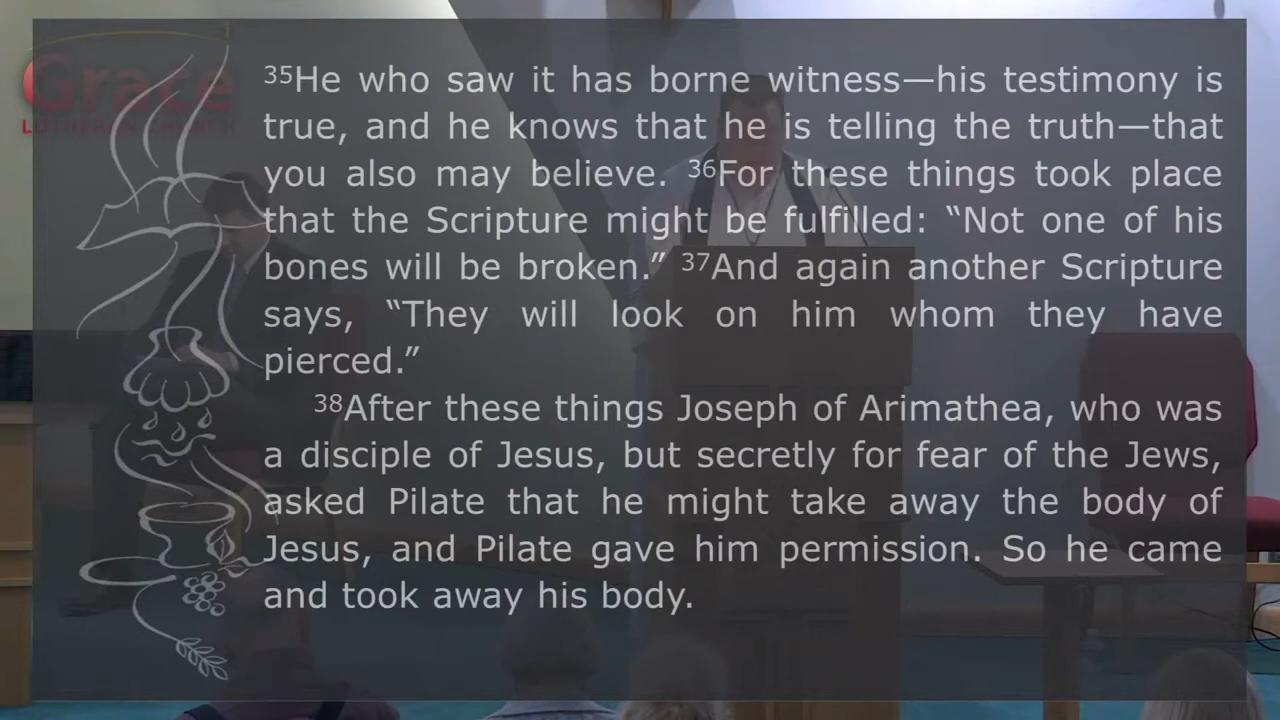 Grace
LUTHERAN CHURCH
35He who saw it has borne witness—his testimony is
true, and he knows that he is telling the truth—that
you also may believe. 36For these things took place
that the Scripture might be fulfilled: “Not one of his
bones will be broken.” 37And again another Scripture
says, “They will look on him whom they have
pierced.”
38After these things Joseph of Arimathea, who was
a disciple of Jesus, but secretly for fear of the Jews,
asked Pilate that he might take away the body of
Jesus, and Pilate gave him permission. So he came
and took away his body.